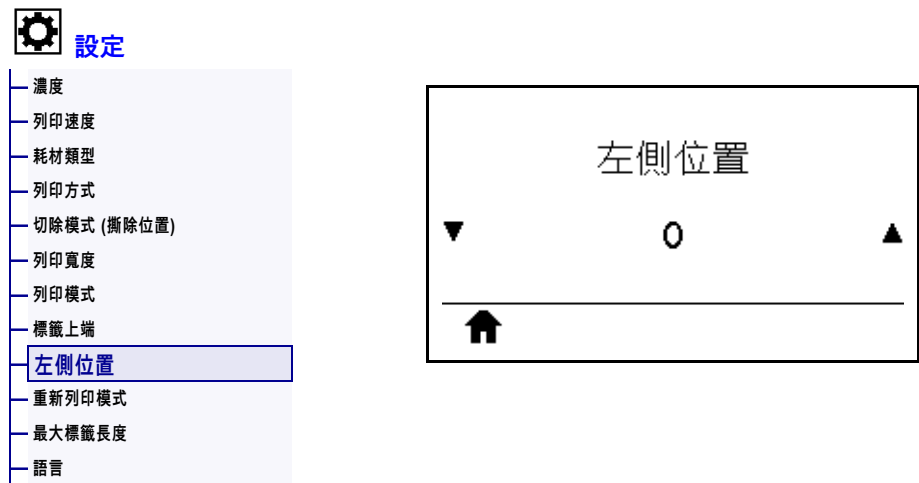 設定
濃度
列印速度
耗材類型
列印方式
切除模式 (撕除位置)
列印寬度
列印模式
標籤上端
左側位置
重新列印模式
最大標籤長度
語言
左側位置
▼ 0 ▲